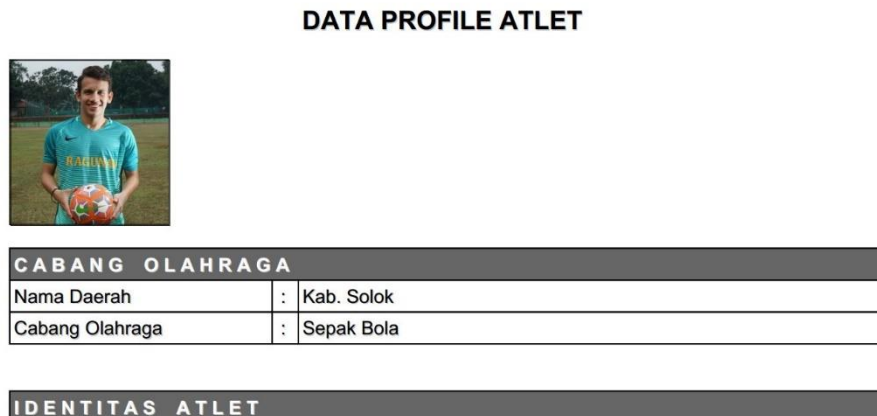 DATA PROFILE ATLET
RAGUNAN
CABANG OLAHRAGA
Nama Daerah : Kab. Solok
Cabang Olahraga : Sepak Bola
IDENTITAS ATLET